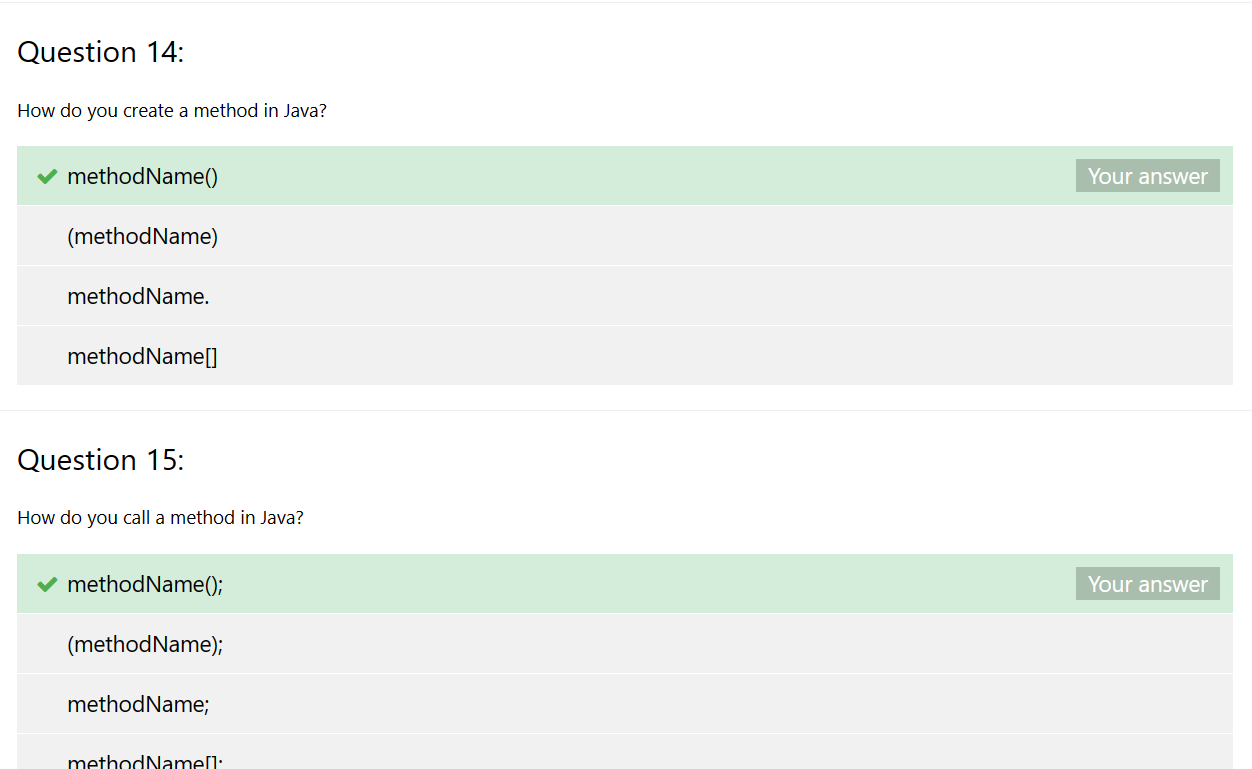 Question 14:
How do you create a method in Java?
methodName() Your answer
(methodName)
methodName.
methodName[]
Question 15:
How do you call a method in Java?
methodName(); Your answer
(methodName);
methodName;
methodName[];